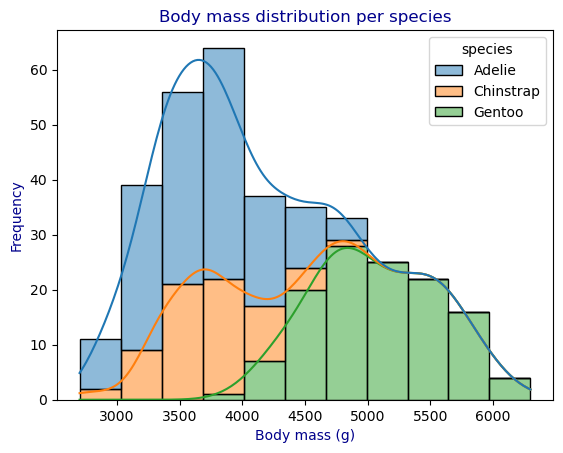 Body mass distribution per species
species
Adelie
Chinstrap
Gentoo
Frequency
60
50
40
30
20
10
0
3000 3500 4000 4500 5000 5500 6000
Body mass (g)